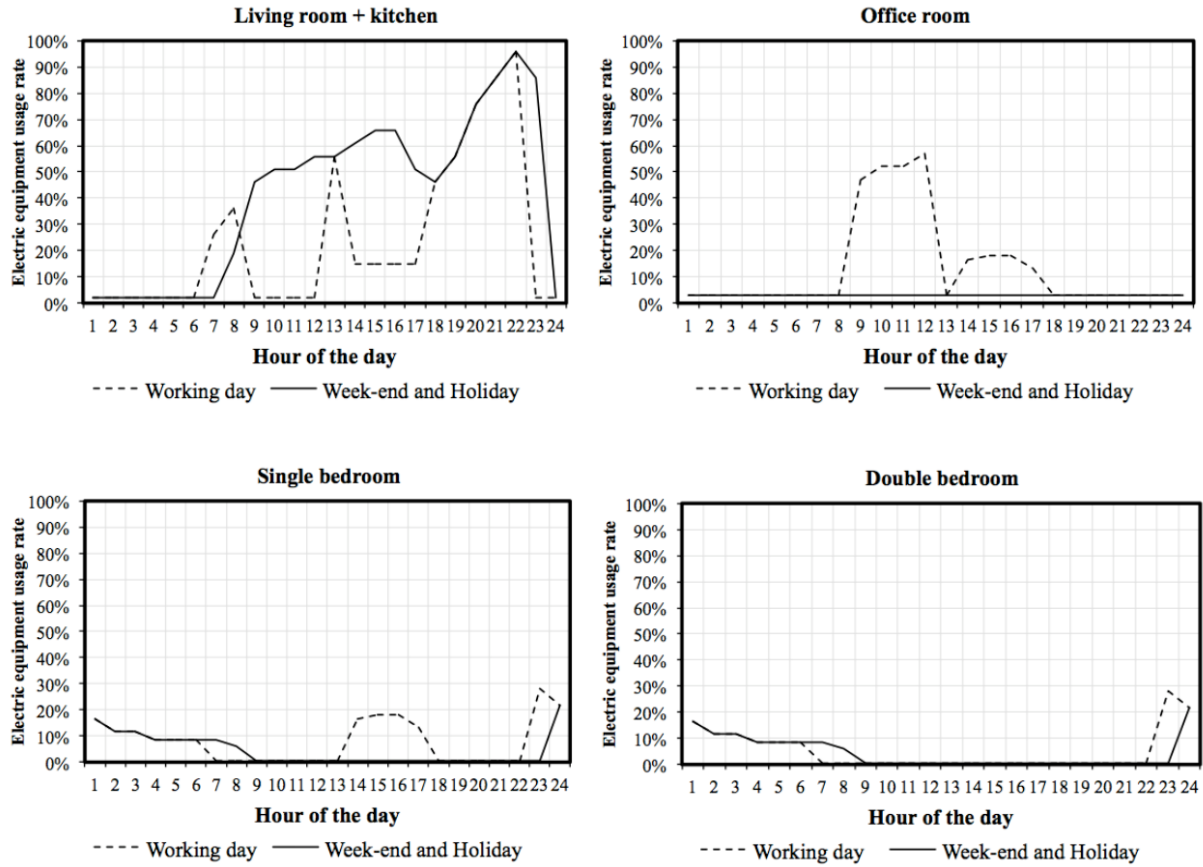 Living room + kitchen
Electric equipment usage rate
100%
90%
80%
70%
60%
50%
40%
30%
20%
10%
0%
1 2 3 4 5 6 7 8 9 10 11 12 13 14 15 16 17 18 19 20 21 22 23 24
Hour of the day
Working day Week-end and Holiday
Office room
Electric equipment usage rate
100%
90%
80%
70%
60%
50%
40%
30%
20%
10%
0%
1 2 3 4 5 6 7 8 9 10 11 12 13 14 15 16 17 18 19 20 21 22 23 24
Hour of the day
Working day Week-end and Holiday
Single bedroom
Electric equipment usage rate
100%
90%
80%
70%
60%
50%
40%
30%
20%
10%
0%
1 2 3 4 5 6 7 8 9 10 11 12 13 14 15 16 17 18 19 20 21 22 23 24
Hour of the day
Working day Week-end and Holiday
Double bedroom
Electric equipment usage rate
100%
90%
80%
70%
60%
50%
40%
30%
20%
10%
0%
1 2 3 4 5 6 7 8 9 10 11 12 13 14 15 16 17 18 19 20 21 22 23 24
Hour of the day
Working day Week-end and Holiday